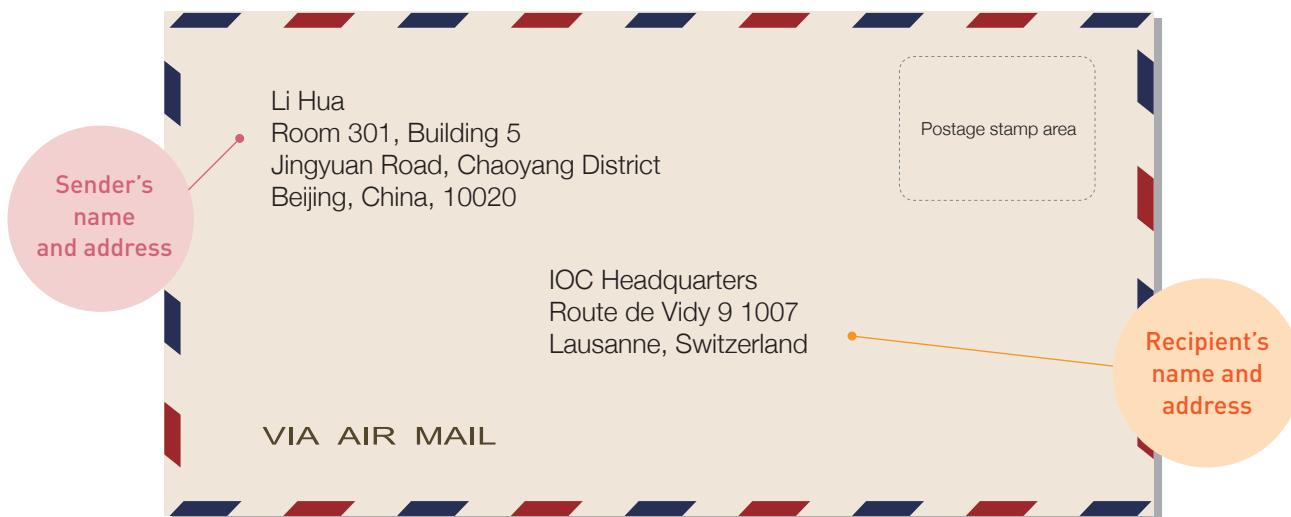 Li Hua
Room 301, Building 5
Jingyuan Road, Chaoyang District
Beijing, China, 10020
Postage stamp area
Sender's
name
and address
IOC Headquarters
Route de Vidy 9 1007
Lausanne, Switzerland
Recipient's
name and
address
VIA AIR MAIL